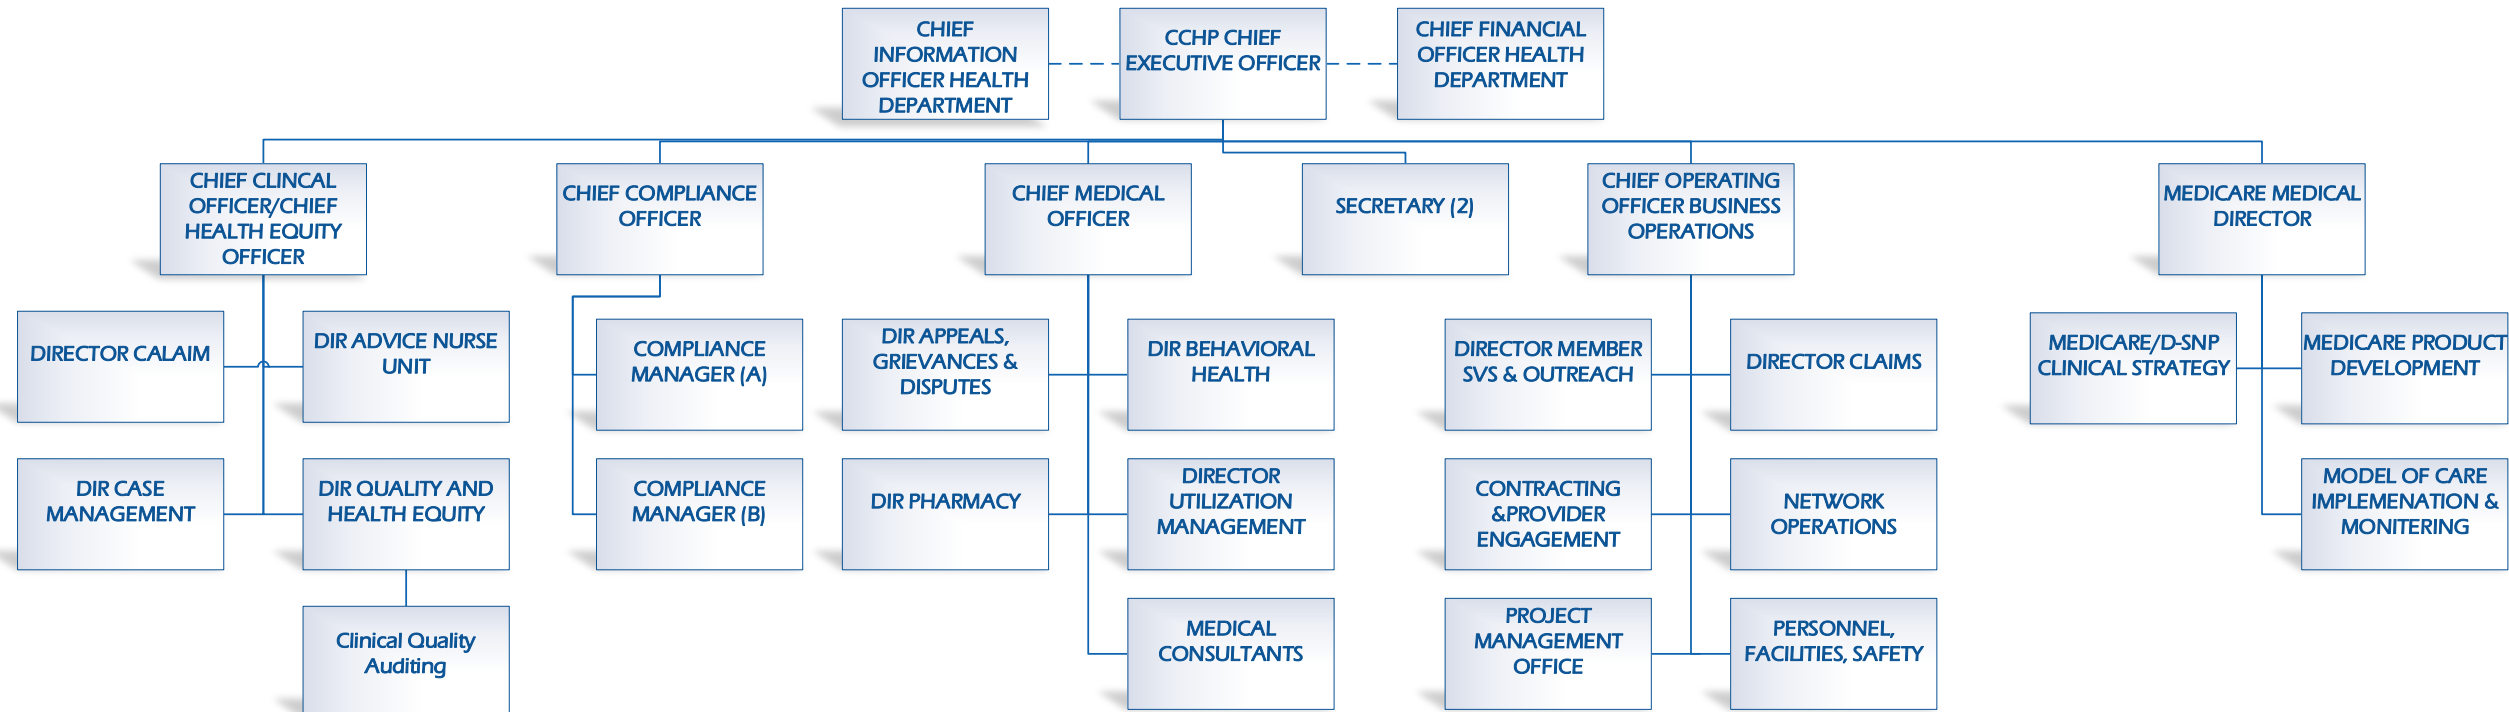 CHIEF
INFORMATION
OFFICER HEALTH
DEPARTMENT
CCHP CHIEF
EXECUTIVE OFFICER
CHIEF FINANCIAL
OFFICER HEALTH
DEPARTMENT
CHIEF CLINCAL
OFFICER/CHIEF
HEALTH EQUITY
OFFICER
CHIEF COMPLIANCE
OFFICER
CHIEF MEDICAL
OFFICER
SECRETARY (2)
CHIEF OPERATING
OFFICER BUSINESS
OPERATIONS
MEDICARE MEDICAL
DIRECTOR
DIRECTOR CALAIM
DIR ADVICE NURSE
UNIT
COMPLIANCE
MANAGER (A)
DIR APPEALS,
GRIEVANCES &
DISPUTES
DIR BEHAVIORAL
HEALTH
DIRECTOR MEMBER
SVS & OUTREACH
DIRECTOR CLAIMS
MEDICARE/D-SNP
CLINICAL STRATEGY
MEDICARE PRODUCT
DEVELOPMENT
DIR CASE
MANAGEMENT
DIR QUALITY AND
HEALTH EQUITY
COMPLIANCE
MANAGER (B)
DIR PHARMACY
DIRECTOR
UTILIZATION
MANAGEMENT
CONTRACTING
&PROVIDER
ENGAGEMENT
NETWORK
OPERATIONS
MODEL OF CARE
IMPLEMENATION &
MONITERING
Clinical Quality
Auditing
MEDICAL
CONSULTANTS
PROJECT
MANAGEMENT
OFFICE
PERSONNEL,
FACILITIES, SAFETY